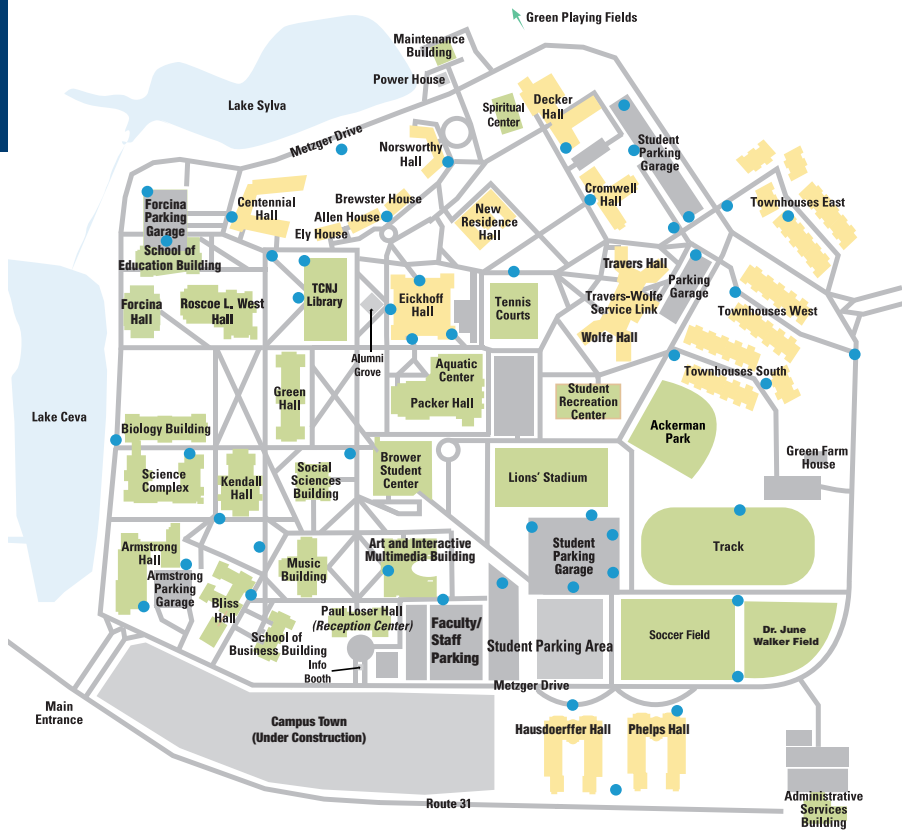 Green Playing Fields
Maintenance
Building
Power House
Lake Sylva
Spiritual
Center
Decker
Hall
Metzger Drive
Norsworthy
Hall
Student
Parking
Garage
Cromwell
Hall
Townhouses East
Forcina
Parking
Garage
Centennial
Hall
Brewster House
Allen House
Ely House
New
Residence
Hall
School of
Education Building
Travers Hall
Parking
Garage
Travers-Wolfe
Service Link
TCNJ
Library
Eickhoff
Hall
Tennis
Courts
Forcina
Hall
Roscoe L. West
Hall
Townhouses West
Wolfe Hall
Alumni
Grove
Aquatic
Center
Packer Hall
Townhouses South
Green
Hall
Student
Recreation
Center
Lake Ceva
Ackerman
Park
Biology Building
Science
Complex
Kendall
Hall
Social
Sciences
Building
Brower
Student
Center
Lions' Stadium
Green Farm
House
Armstrong
Hall
Armstrong
Parking
Garage
Music
Building
Art and Interactive
Multimedia Building
Student
Parking
Garage
Track
Bliss
Hall
School of
Business Building
Paul Loser Hall
(Reception Center)
Info
Booth
Faculty/
Staff
Parking
Student Parking Area
Soccer Field
Dr. June
Walker Field
Metzger Drive
Main
Entrance
Campus Town
(Under Construction)
Hausdoerffer Hall
Phelps Hall
Route 31
Administrative
Services
Building